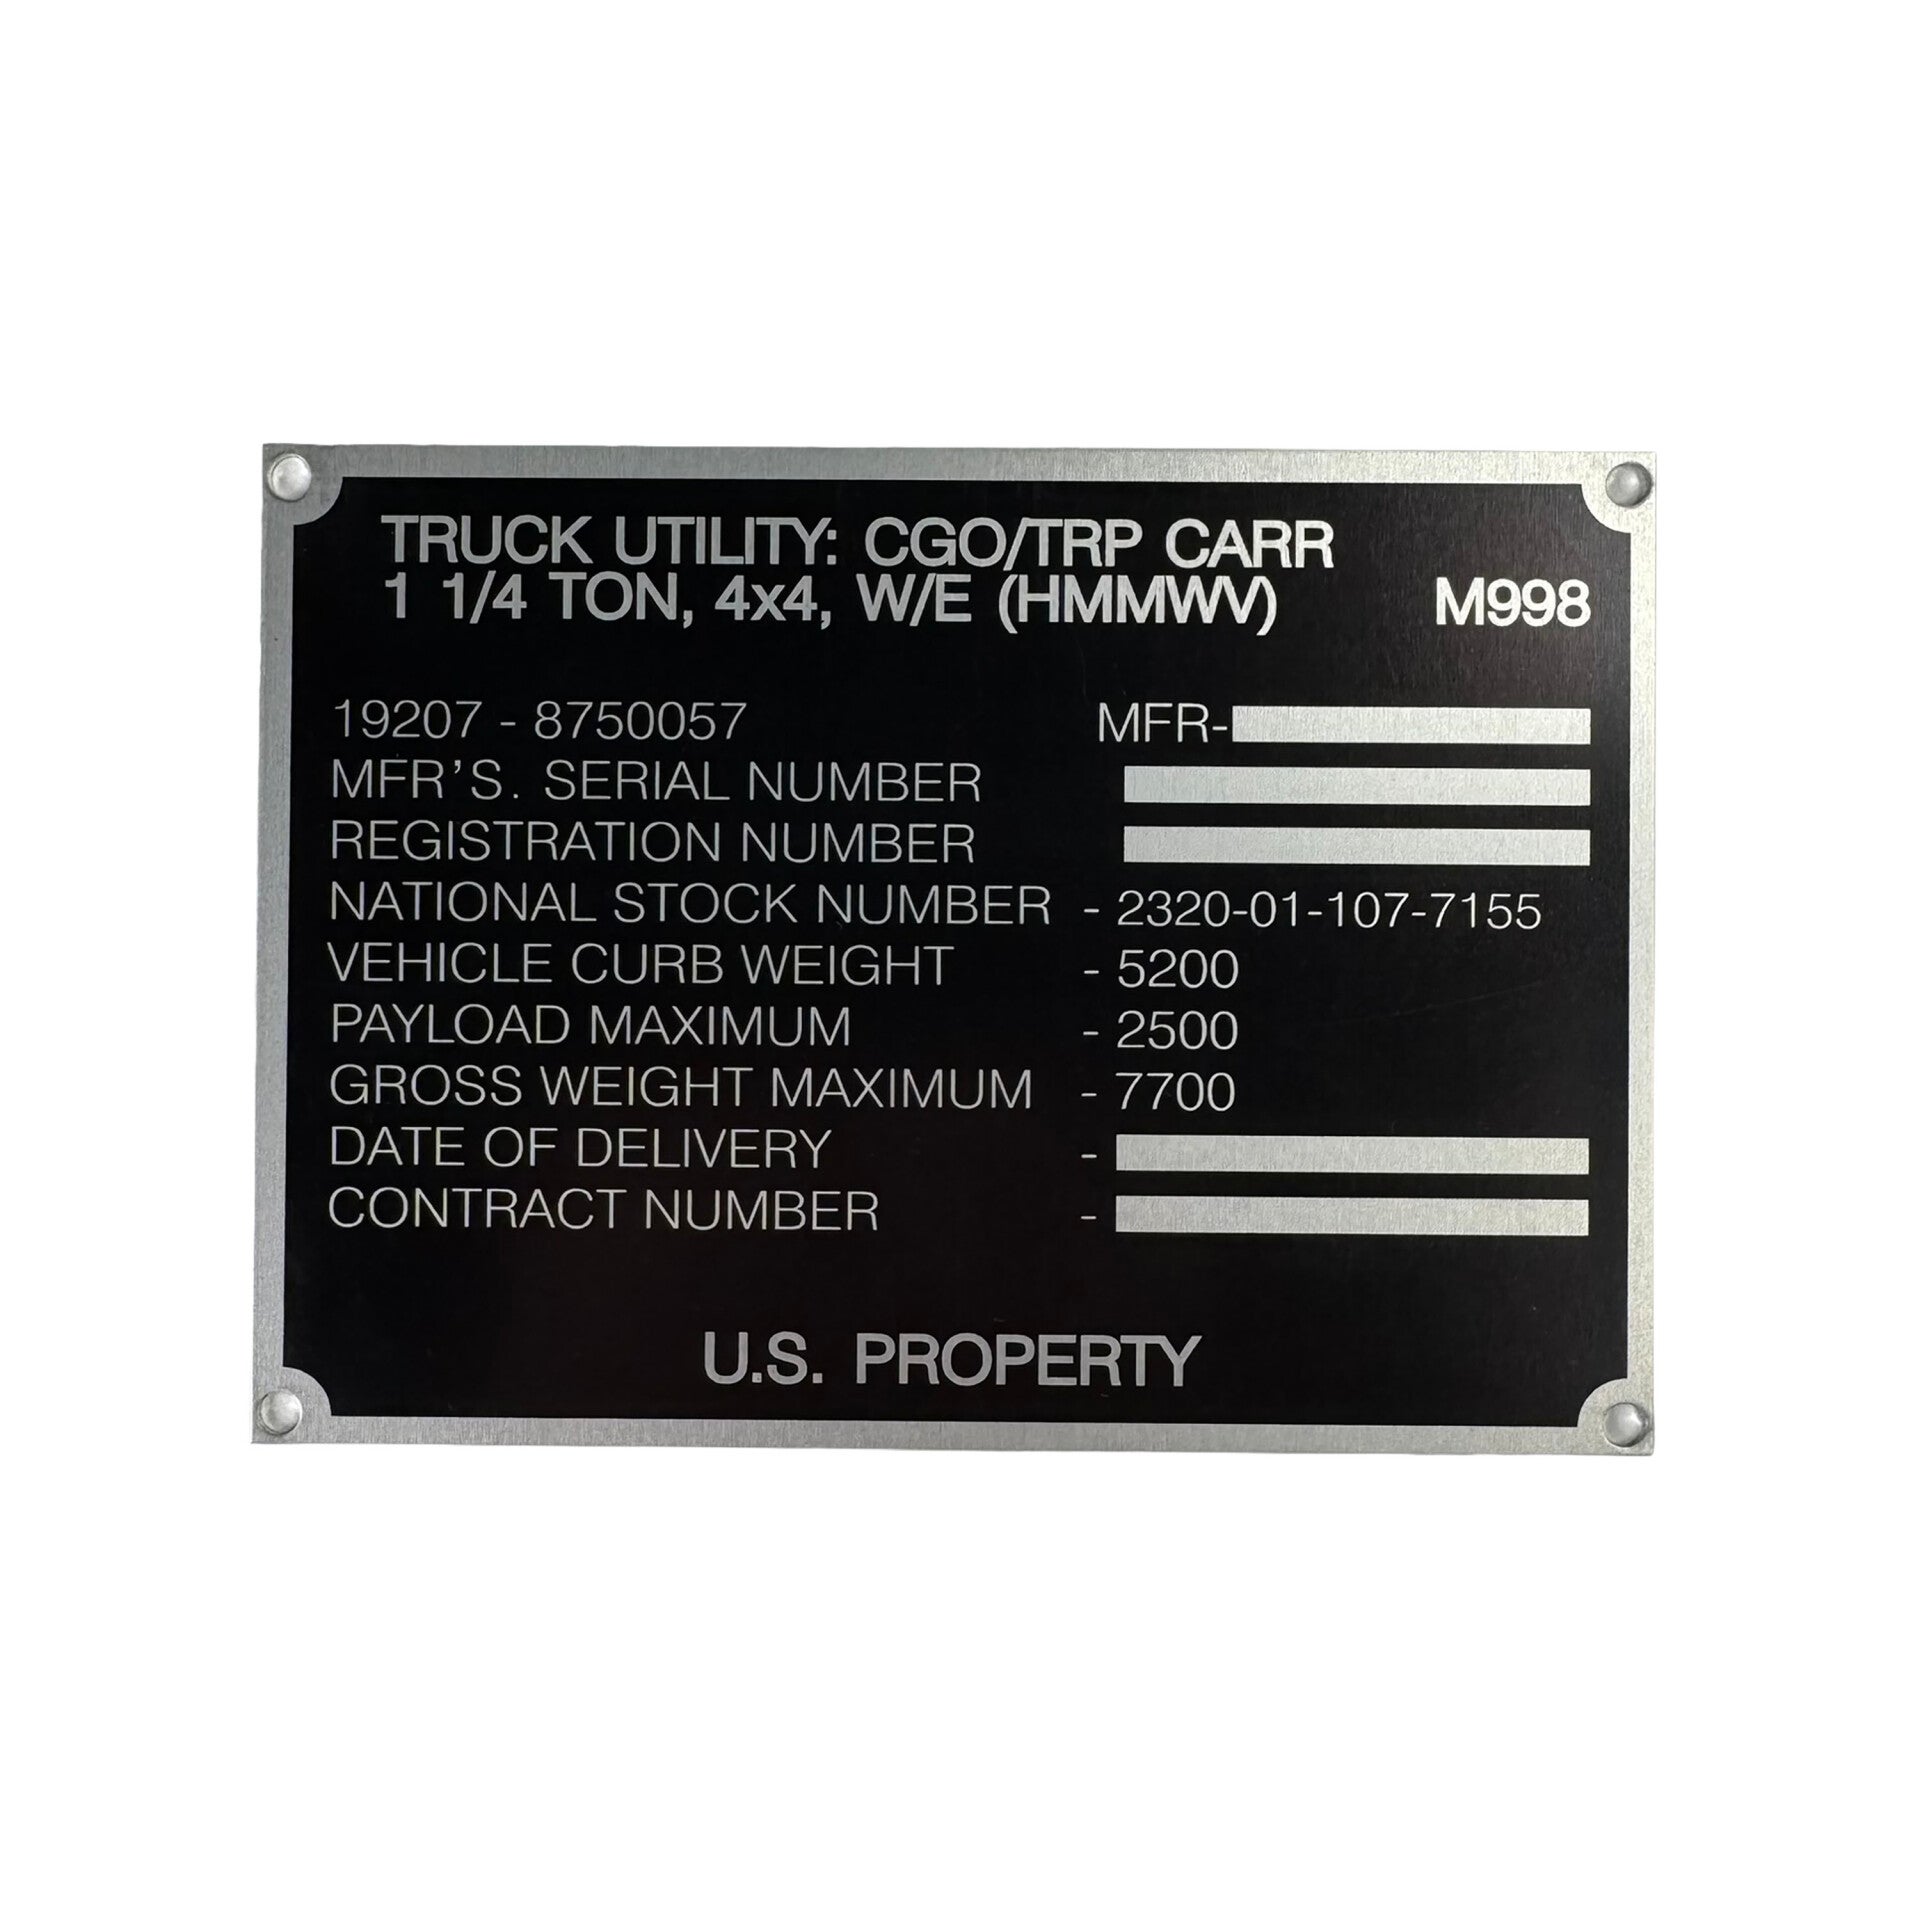 TRUCK UTILITY: CGO/TRP CARR
1 1/4 TON, 4x4, W/E (HMMWV) M998
19207 - 8750057 MFR-
MFR'S. SERIAL NUMBER
REGISTRATION NUMBER
NATIONAL STOCK NUMBER - 2320-01-107-7155
VEHICLE CURB WEIGHT - 5200
PAYLOAD MAXIMUM - 2500
GROSS WEIGHT MAXIMUM - 7700
DATE OF DELIVERY -
CONTRACT NUMBER -
U.S. PROPERTY